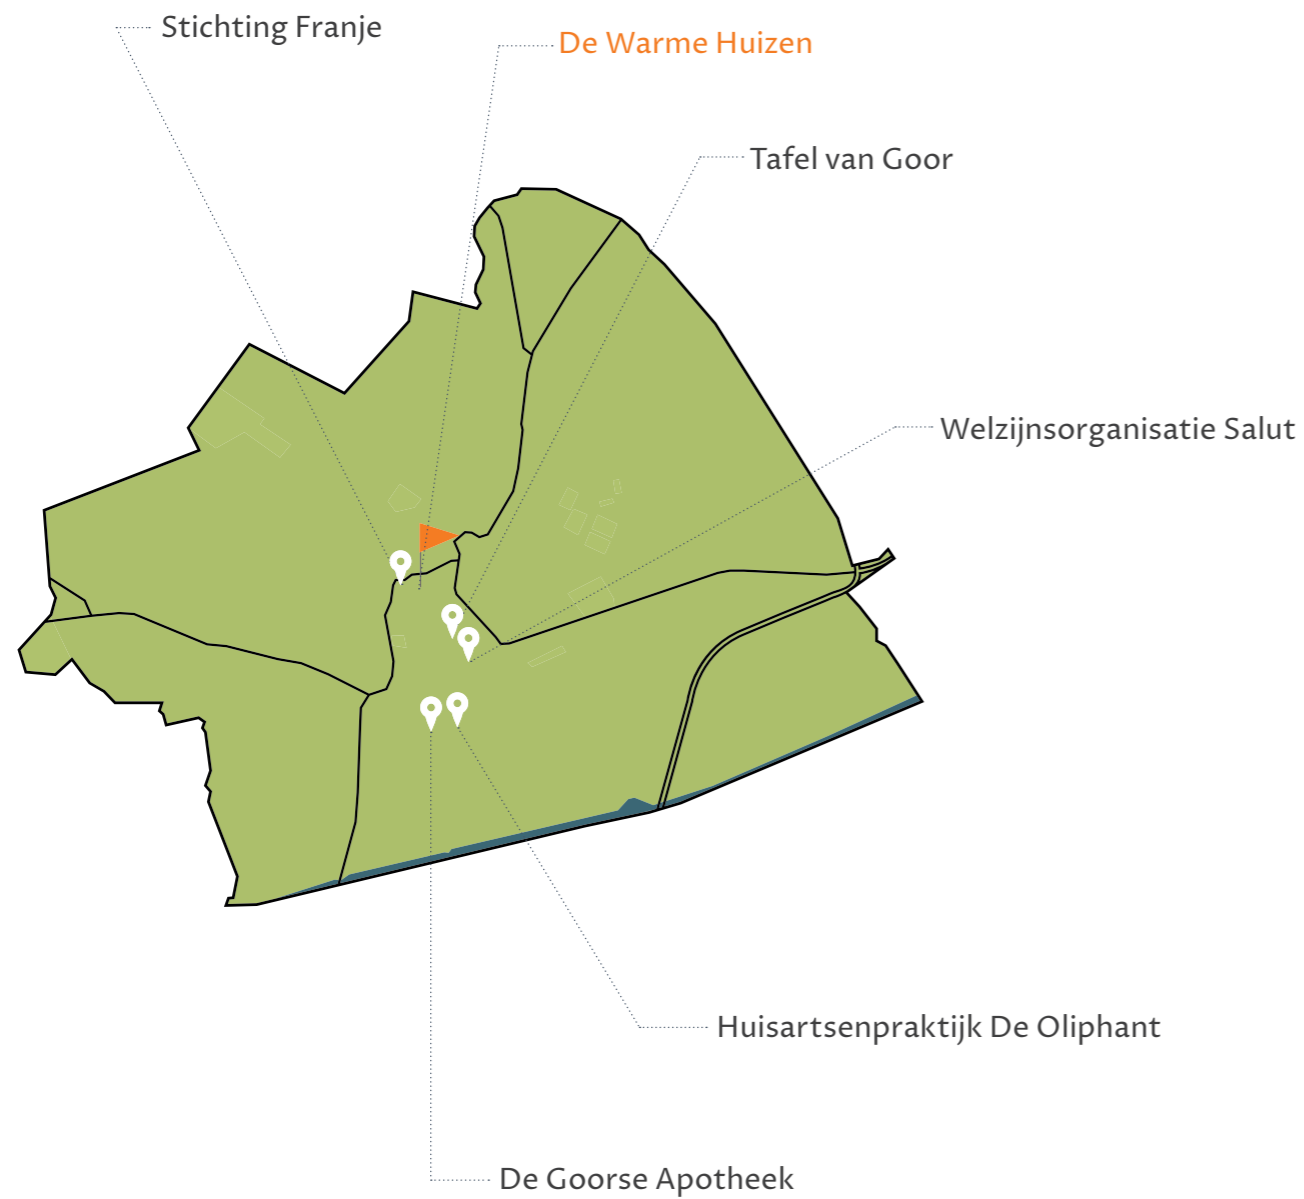 Stichting Franje
De Warme Huizen
Tafel van Goor
Welzijnsorganisatie Salut
Huisartsenpraktijk De Oliphant
De Goorse Apotheek